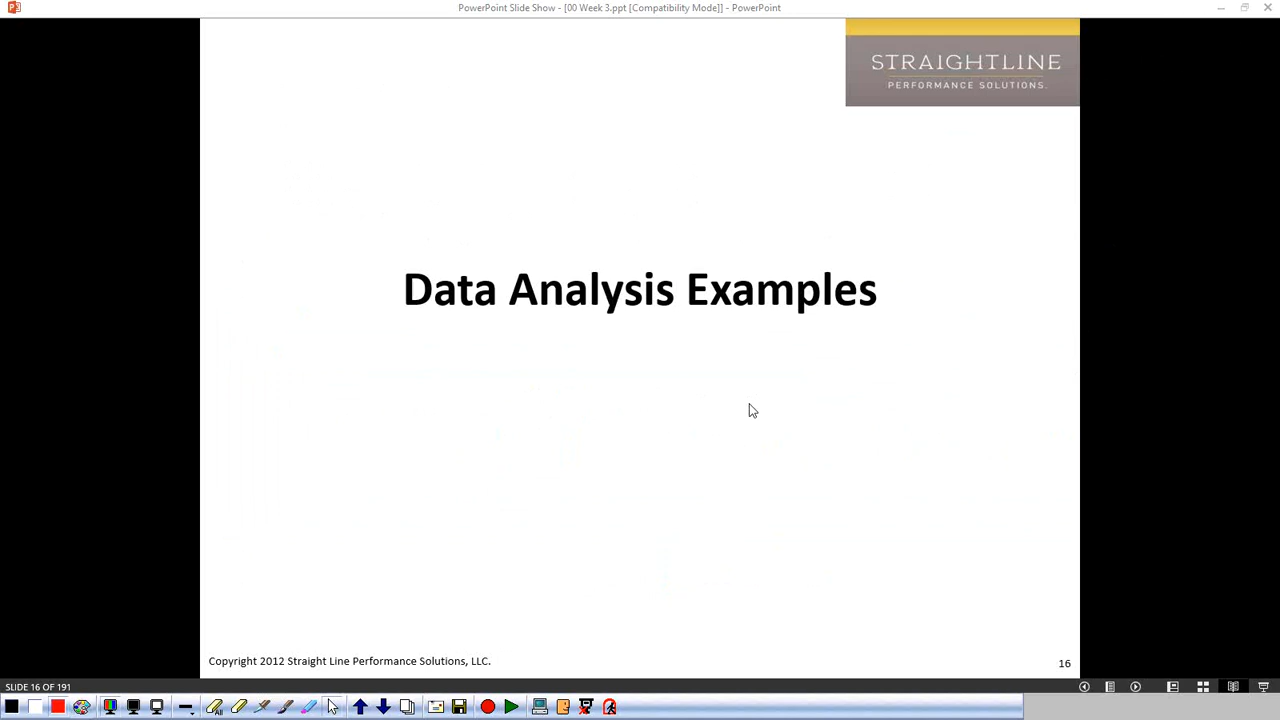 PowerPoint Slide Show - [00 Week 3.ppt [Compatibility Mode]] - PowerPoint
STRAIGHTLINE
PERFORMANCE SOLUTIONS.
Data Analysis Examples
Copyright 2012 Straight Line Performance Solutions, LLC.
16
SLIDE 16 OF 191